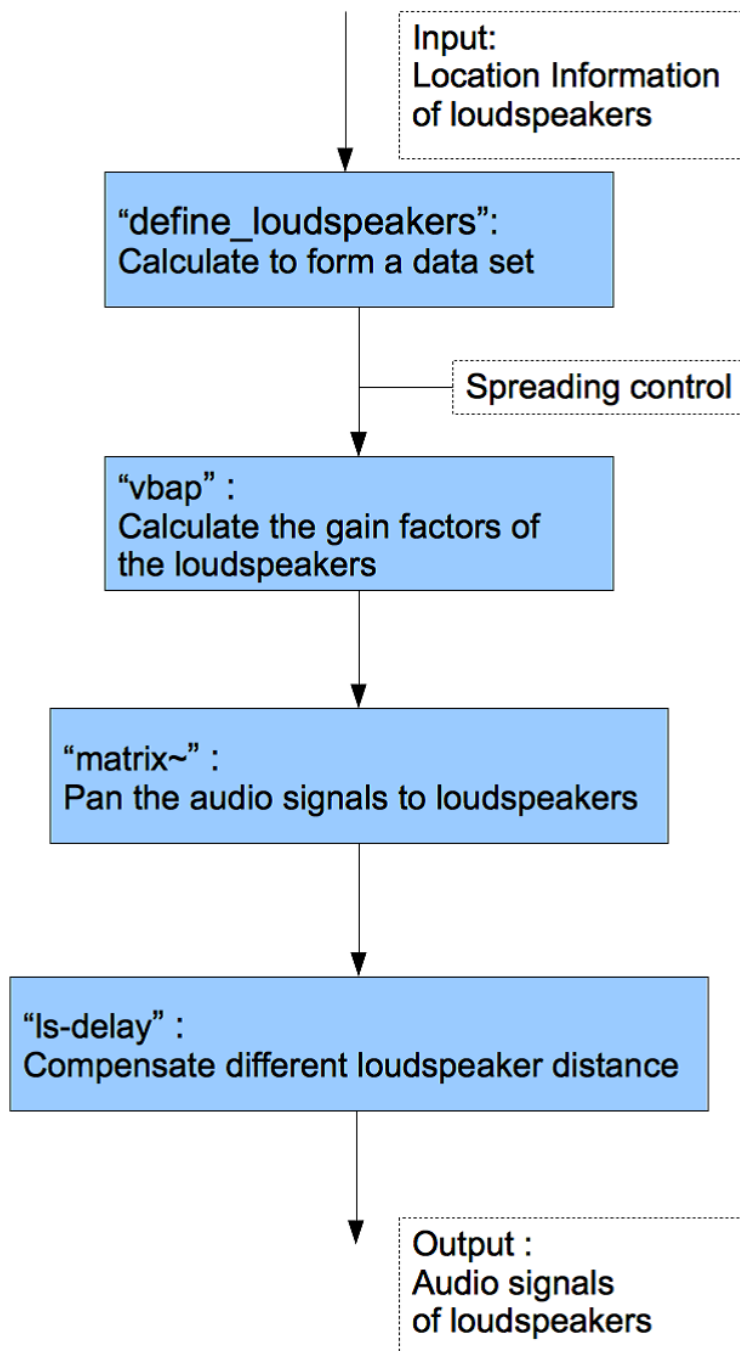 Input:
Location Information
of loudspeakers
“define_loudspeakers”:
Calculate to form a data set
Spreading control
“vbap” :
Calculate the gain factors of
the loudspeakers
“matrix~” :
Pan the audio signals to loudspeakers
“ls-delay” :
Compensate different loudspeaker distance
Output :
Audio signals
of loudspeakers